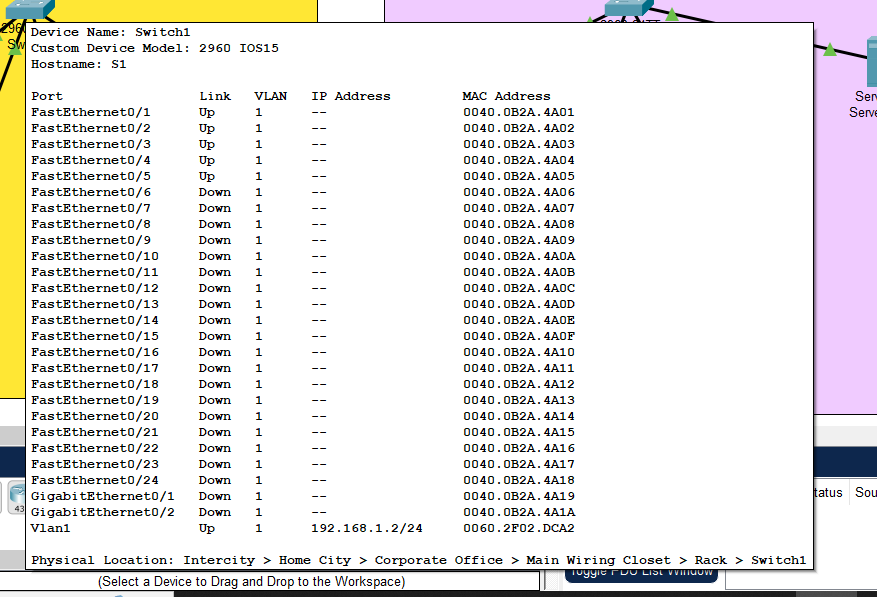 Device Name: Switch1
Custom Device Model: 2960 IOS15
Hostname: S1
Port Link VLAN IP Address MAC Address
FastEthernet0/1 Up 1 -- 0040.0B2A.4A01
FastEthernet0/2 Up 1 -- 0040.0B2A.4A02
FastEthernet0/3 Up 1 -- 0040.0B2A.4A03
FastEthernet0/4 Up 1 -- 0040.0B2A.4A04
FastEthernet0/5 Up 1 -- 0040.0B2A.4A05
FastEthernet0/6 Down 1 -- 0040.0B2A.4A06
FastEthernet0/7 Down 1 -- 0040.0B2A.4A07
FastEthernet0/8 Down 1 -- 0040.0B2A.4A08
FastEthernet0/9 Down 1 -- 0040.0B2A.4A09
FastEthernet0/10 Down 1 -- 0040.0B2A.4A0A
FastEthernet0/11 Down 1 -- 0040.0B2A.4A0B
FastEthernet0/12 Down 1 -- 0040.0B2A.4A0C
FastEthernet0/13 Down 1 -- 0040.0B2A.4A0D
FastEthernet0/14 Down 1 -- 0040.0B2A.4A0E
FastEthernet0/15 Down 1 -- 0040.0B2A.4A0F
FastEthernet0/16 Down 1 -- 0040.0B2A.4A10
FastEthernet0/17 Down 1 -- 0040.0B2A.4A11
FastEthernet0/18 Down 1 -- 0040.0B2A.4A12
FastEthernet0/19 Down 1 -- 0040.0B2A.4A13
FastEthernet0/20 Down 1 -- 0040.0B2A.4A14
FastEthernet0/21 Down 1 -- 0040.0B2A.4A15
FastEthernet0/22 Down 1 -- 0040.0B2A.4A16
FastEthernet0/23 Down 1 -- 0040.0B2A.4A17
FastEthernet0/24 Down 1 -- 0040.0B2A.4A18
GigabitEthernet0/1 Down 1 -- 0040.0B2A.4A19
GigabitEthernet0/2 Down 1 -- 0040.0B2A.4A1A
Vlan1 Up 1 192.168.1.2/24 0060.2F02.DCA2
Physical Location: Intercity > Home City > Corporate Office > Main Wiring Closet > Rack > Switch1
296
Sw
Ser
Serve
43
tatus Sou
(Select a Device to Drag and Drop to the Workspace)
Toggle PDU List Window